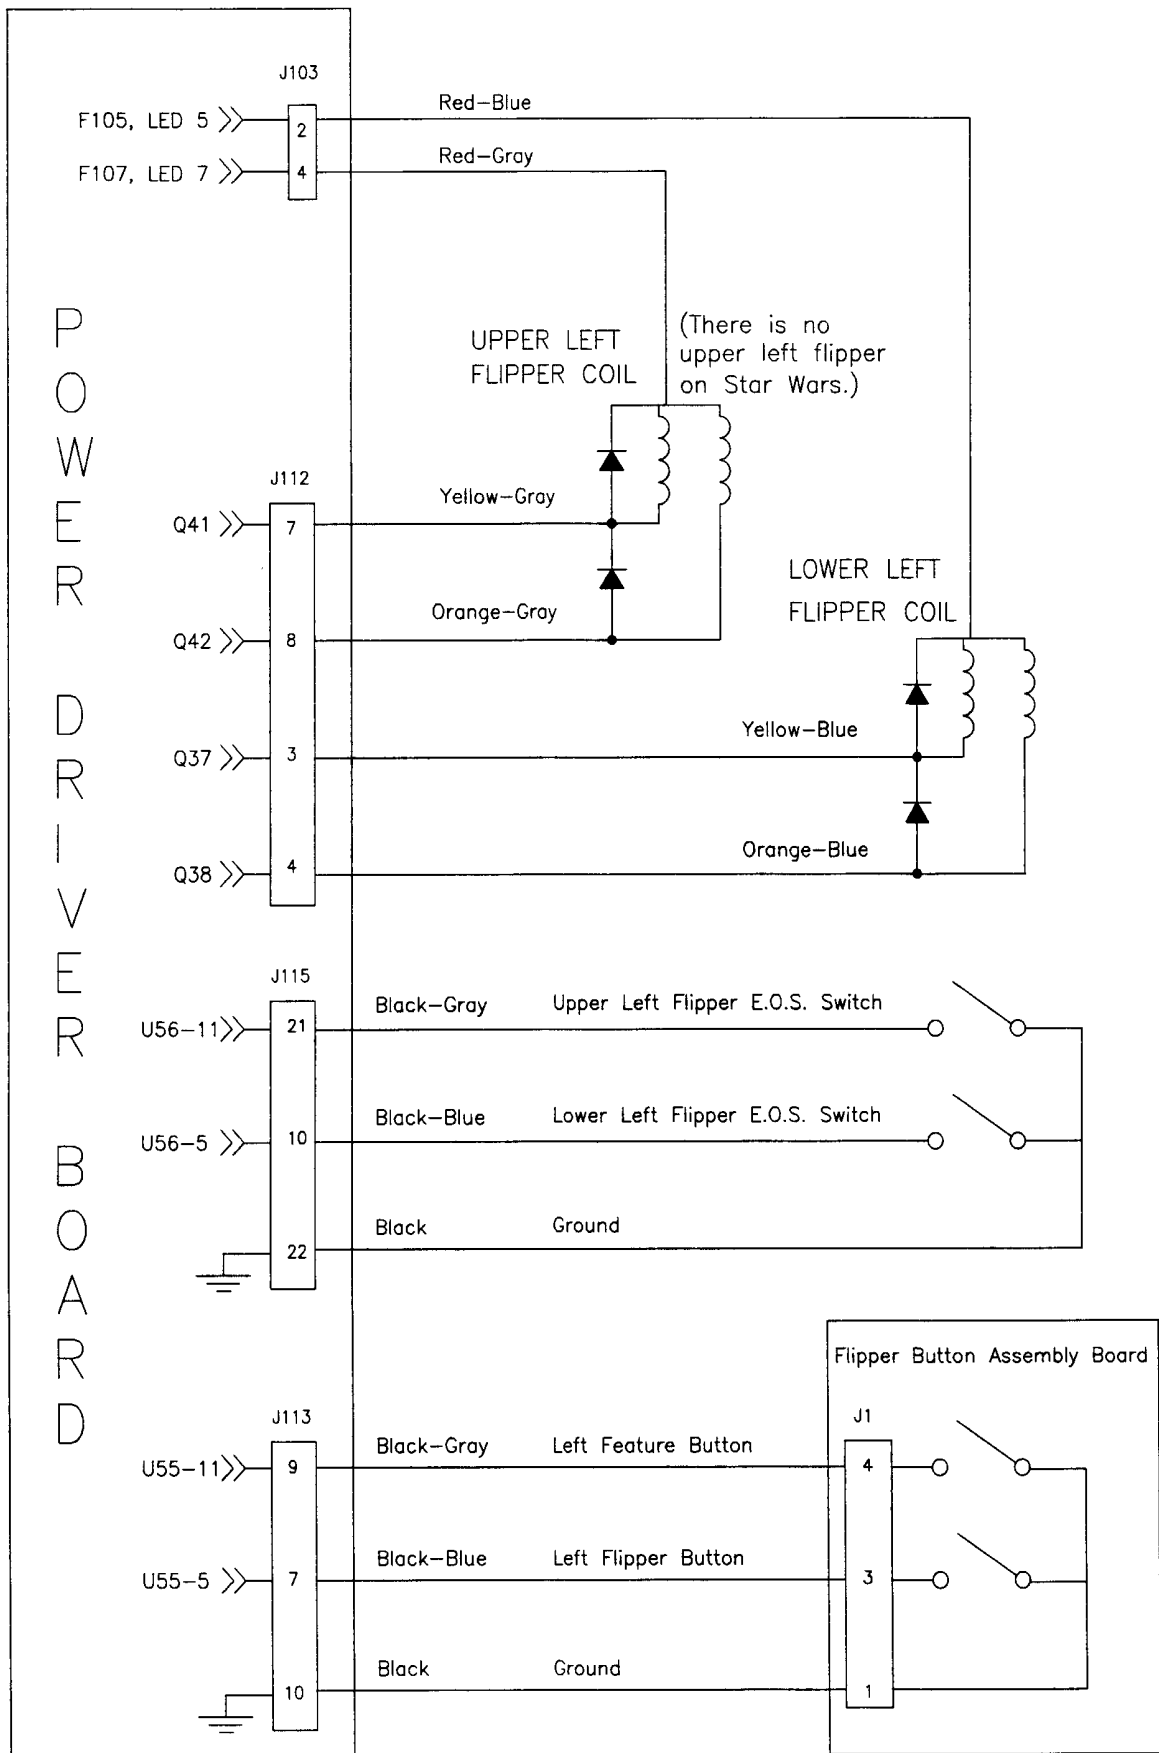 J103
F105, LED 5
2
Red-Blue
F107, LED 7
4
Red-Gray
POWER DRIVER BOARD
UPPER LEFT
FLIPPER COIL
(There is no
upper left flipper
on Star Wars.)
J112
Q41
7
Yellow-Gray
Q42
8
Orange-Gray
LOWER LEFT
FLIPPER COIL
Q37
3
Yellow-Blue
Q38
4
Orange-Blue
J115
U56-11
21
Black-Gray
Upper Left Flipper E.O.S. Switch
U56-5
10
Black-Blue
Lower Left Flipper E.O.S. Switch
22
Black
Ground
Flipper Button Assembly Board
J113
J1
U55-11
9
Black-Gray
Left Feature Button
4
U55-5
7
Black-Blue
Left Flipper Button
3
10
Black
Ground
1